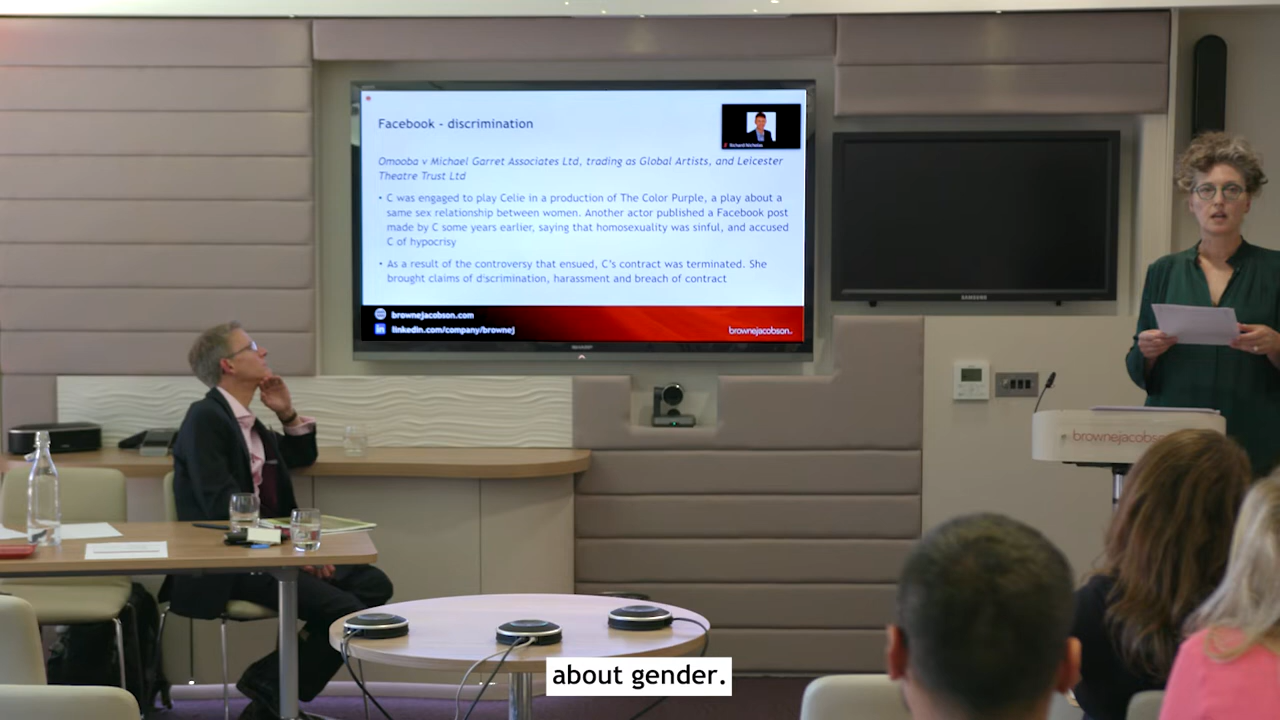 Facebook - discrimination
Richard Nicholas
Omooba v Michael Garret Associates Ltd, trading as Global Artists, and Leicester
Theatre Trust Ltd
• C was engaged to play Celie in a production of The Color Purple, a play about a
same sex relationship between women. Another actor published a Facebook post
made by C some years earlier, saying that homosexuality was sinful, and accused
C of hypocrisy
• As a result of the controversy that ensued, C's contract was terminated. She
brought claims of discrimination, harassment and breach of contract
brownejacobson.com
in linkedin.com/company/brownej
brownejacobson
SHARP
SAMSUNG
brownejacobso
about gender.